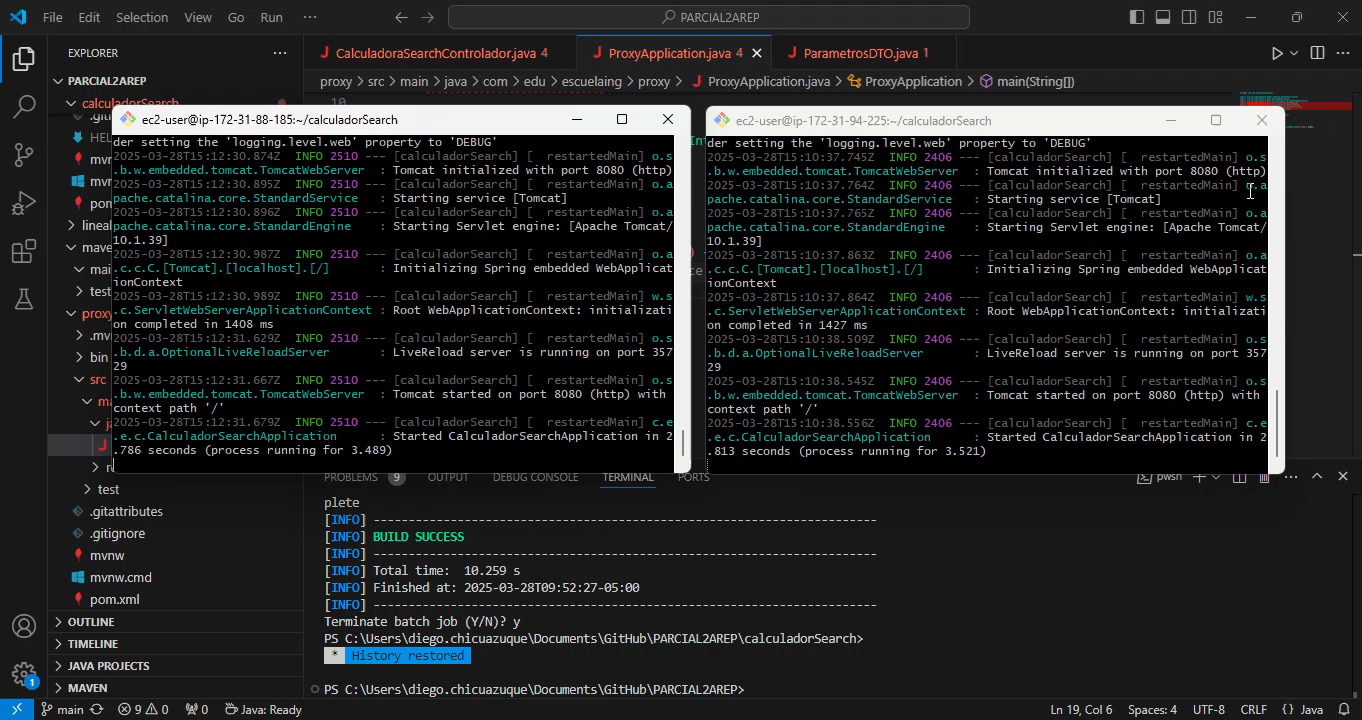 File Edit Selection View Go Run ··· PARCIAL2AREP
EXPLORER ···
CalculadoraSearchControlador.java 4 ProxyApplication.java 4 ParametrosDTO.java 1
PARCIAL2AREP
proxy > src > main > java > com > edu > escuelaing > proxy > ProxyApplication.java > ProxyApplication > main(String[])
calculadorSearch
10
.gi
HEL
mvn
mvn
pom
lineal
mave
mai
test
proxy
.mv
bin
src
ma
j
J
r
test
.gitattributes
.gitignore
mvnw
mvnw.cmd
pom.xml
OUTLINE
TIMELINE
JAVA PROJECTS
MAVEN
ec2-user@ip-172-31-88-185:~/calculadorSearch
der setting the 'logging.level.web' property to 'DEBUG'
2025-03-28T15:12:30.874Z  INFO 2510 --- [calculadorSearch] [  restartedMain] o.s
.b.w.embedded.tomcat.TomcatWebServer  : Tomcat initialized with port 8080 (http)
2025-03-28T15:12:30.895Z  INFO 2510 --- [calculadorSearch] [  restartedMain] o.a
pache.catalina.core.StandardService   : Starting service [Tomcat]
2025-03-28T15:12:30.896Z  INFO 2510 --- [calculadorSearch] [  restartedMain] o.a
pache.catalina.core.StandardEngine    : Starting Servlet engine: [Apache Tomcat/
10.1.39]
2025-03-28T15:12:30.987Z  INFO 2510 --- [calculadorSearch] [  restartedMain] o.a
.c.c.C.[Tomcat].[localhost].[/]       : Initializing Spring embedded WebApplicat
ionContext
2025-03-28T15:12:30.989Z  INFO 2510 --- [calculadorSearch] [  restartedMain] w.s
.c.ServletWebServerApplicationContext : Root WebApplicationContext: initializati
on completed in 1408 ms
2025-03-28T15:12:31.629Z  INFO 2510 --- [calculadorSearch] [  restartedMain] o.s
.b.d.a.OptionalLiveReloadServer       : LiveReload server is running on port 357
29
2025-03-28T15:12:31.667Z  INFO 2510 --- [calculadorSearch] [  restartedMain] o.s
.b.w.embedded.tomcat.TomcatWebServer  : Tomcat started on port 8080 (http) with
context path '/'
2025-03-28T15:12:31.679Z  INFO 2510 --- [calculadorSearch] [  restartedMain] c.e
.e.c.CalculadorSearchApplication      : Started CalculadorSearchApplication in 2
.786 seconds (process running for 3.489)
ec2-user@ip-172-31-94-225:~/calculadorSearch
der setting the 'logging.level.web' property to 'DEBUG'
2025-03-28T15:10:37.745Z  INFO 2406 --- [calculadorSearch] [  restartedMain] o.s
.b.w.embedded.tomcat.TomcatWebServer  : Tomcat initialized with port 8080 (http)
2025-03-28T15:10:37.764Z  INFO 2406 --- [calculadorSearch] [  restartedMain] o.a
pache.catalina.core.StandardService   : Starting service [Tomcat]
2025-03-28T15:10:37.765Z  INFO 2406 --- [calculadorSearch] [  restartedMain] o.a
pache.catalina.core.StandardEngine    : Starting Servlet engine: [Apache Tomcat/
10.1.39]
2025-03-28T15:10:37.863Z  INFO 2406 --- [calculadorSearch] [  restartedMain] o.a
.c.c.C.[Tomcat].[localhost].[/]       : Initializing Spring embedded WebApplicat
ionContext
2025-03-28T15:10:37.864Z  INFO 2406 --- [calculadorSearch] [  restartedMain] w.s
.c.ServletWebServerApplicationContext : Root WebApplicationContext: initializati
on completed in 1427 ms
2025-03-28T15:10:38.509Z  INFO 2406 --- [calculadorSearch] [  restartedMain] o.s
.b.d.a.OptionalLiveReloadServer       : LiveReload server is running on port 357
29
2025-03-28T15:10:38.545Z  INFO 2406 --- [calculadorSearch] [  restartedMain] o.s
.b.w.embedded.tomcat.TomcatWebServer  : Tomcat started on port 8080 (http) with
context path '/'
2025-03-28T15:10:38.556Z  INFO 2406 --- [calculadorSearch] [  restartedMain] c.e
.e.c.CalculadorSearchApplication      : Started CalculadorSearchApplication in 2
.813 seconds (process running for 3.521)
PROBLEMS 9 OUTPUT DEBUG CONSOLE TERMINAL PORTS pwsh
plete
[INFO] ------------------------------------------------------------------------
[INFO] BUILD SUCCESS
[INFO] ------------------------------------------------------------------------
[INFO] Total time:  10.259 s
[INFO] Finished at: 2025-03-28T09:52:27-05:00
[INFO] ------------------------------------------------------------------------
Terminate batch job (Y/N)? y
PS C:\Users\diego.chicuazuque\Documents\GitHub\PARCIAL2AREP\calculadorSearch>
* History restored
PS C:\Users\diego.chicuazuque\Documents\GitHub\PARCIAL2AREP>
1
main 9 0 0 Java: Ready Ln 19, Col 6 Spaces: 4 UTF-8 CRLF { } Java